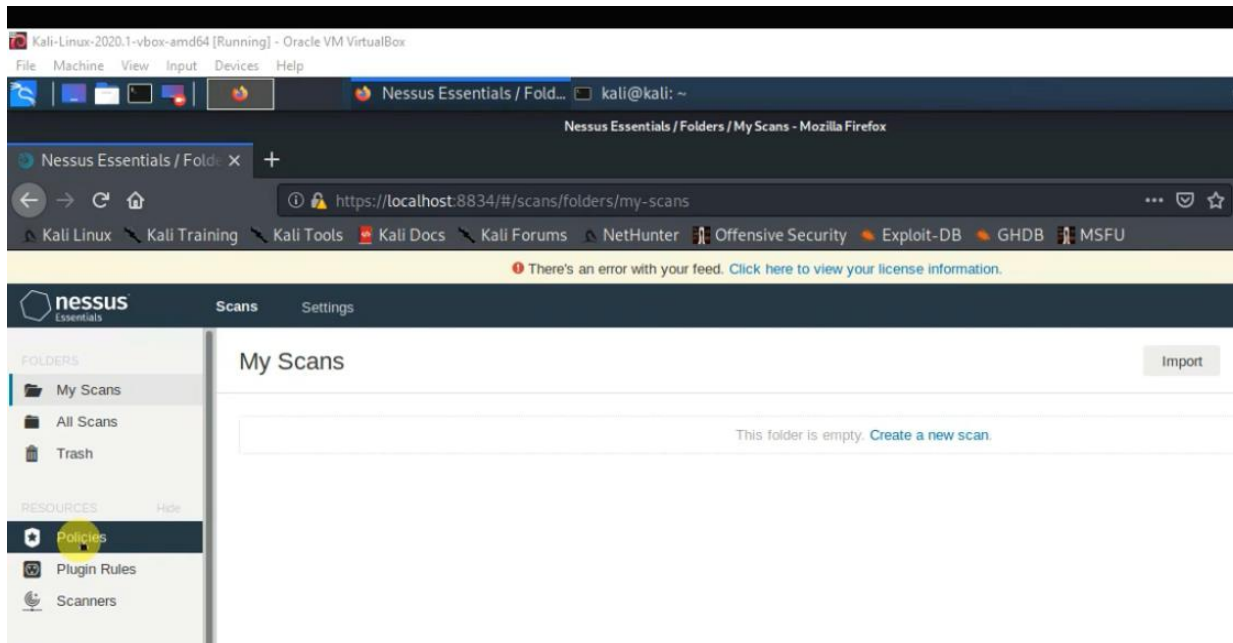 Kali-Linux-2020.1-vbox-amd64 [Running] - Oracle VM VirtualBox
File Machine View Input Devices Help
Nessus Essentials / Fold... kali@kali: ~
Nessus Essentials / Folders / My Scans - Mozilla Firefox
Nessus Essentials / Folde
https://localhost:8834/#/scans/folders/my-scans
Kali Linux Kali Training Kali Tools Kali Docs Kali Forums NetHunter Offensive Security Exploit-DB GHDB MSFU
There's an error with your feed. Click here to view your license information.
nessus Scans Settings
Essentials
FOLDERS
My Scans Import
My Scans
All Scans
This folder is empty. Create a new scan.
Trash
RESOURCES Hide
Policies
Plugin Rules
Scanners